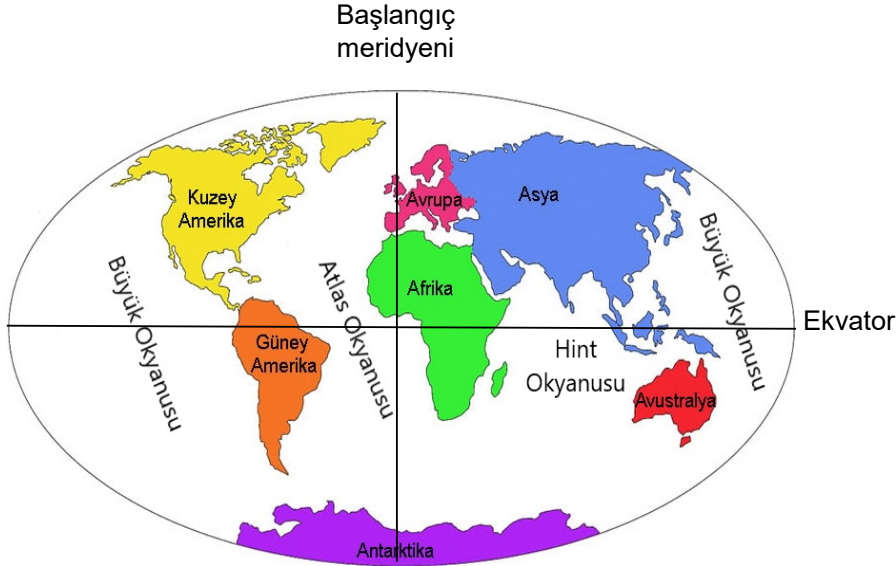 Başlangıç
meridyeni
Kuzey
Amerika
Avrupa
Asya
Büyük Okyanusu
Atlas Okyanusu
Afrika
Büyük Okyanusu
Ekvator
Güney
Amerika
Hint
Okyanusu
Avustralya
Antarktika